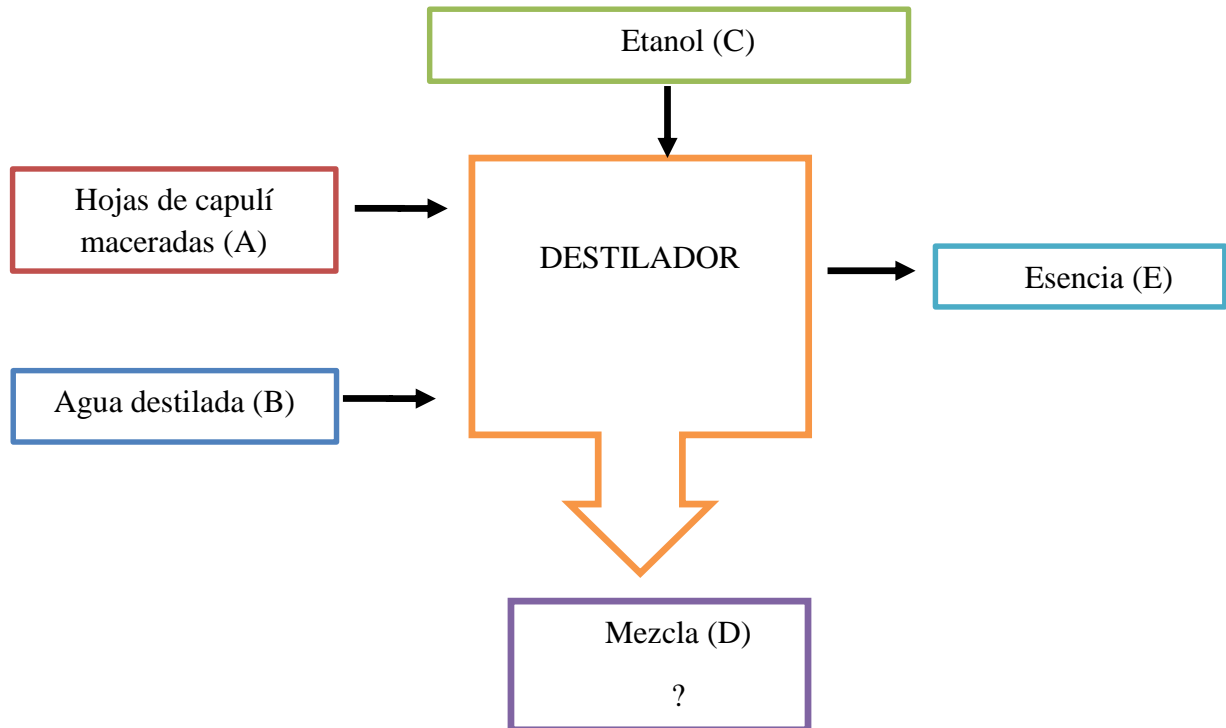 Etanol (C)
Hojas de capulí
maceradas (A)
DESTILADOR
Esencia (E)
Agua destilada (B)
Mezcla (D)
?